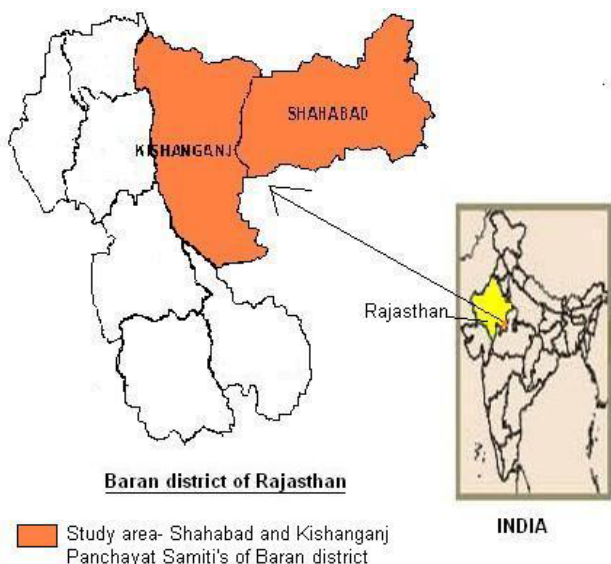 SHAHABAD
KISHANGANJ
Rajasthan
Baran district of Rajasthan
INDIA
Study area- Shahabad and Kishanganj
Panchayat Samiti's of Baran district